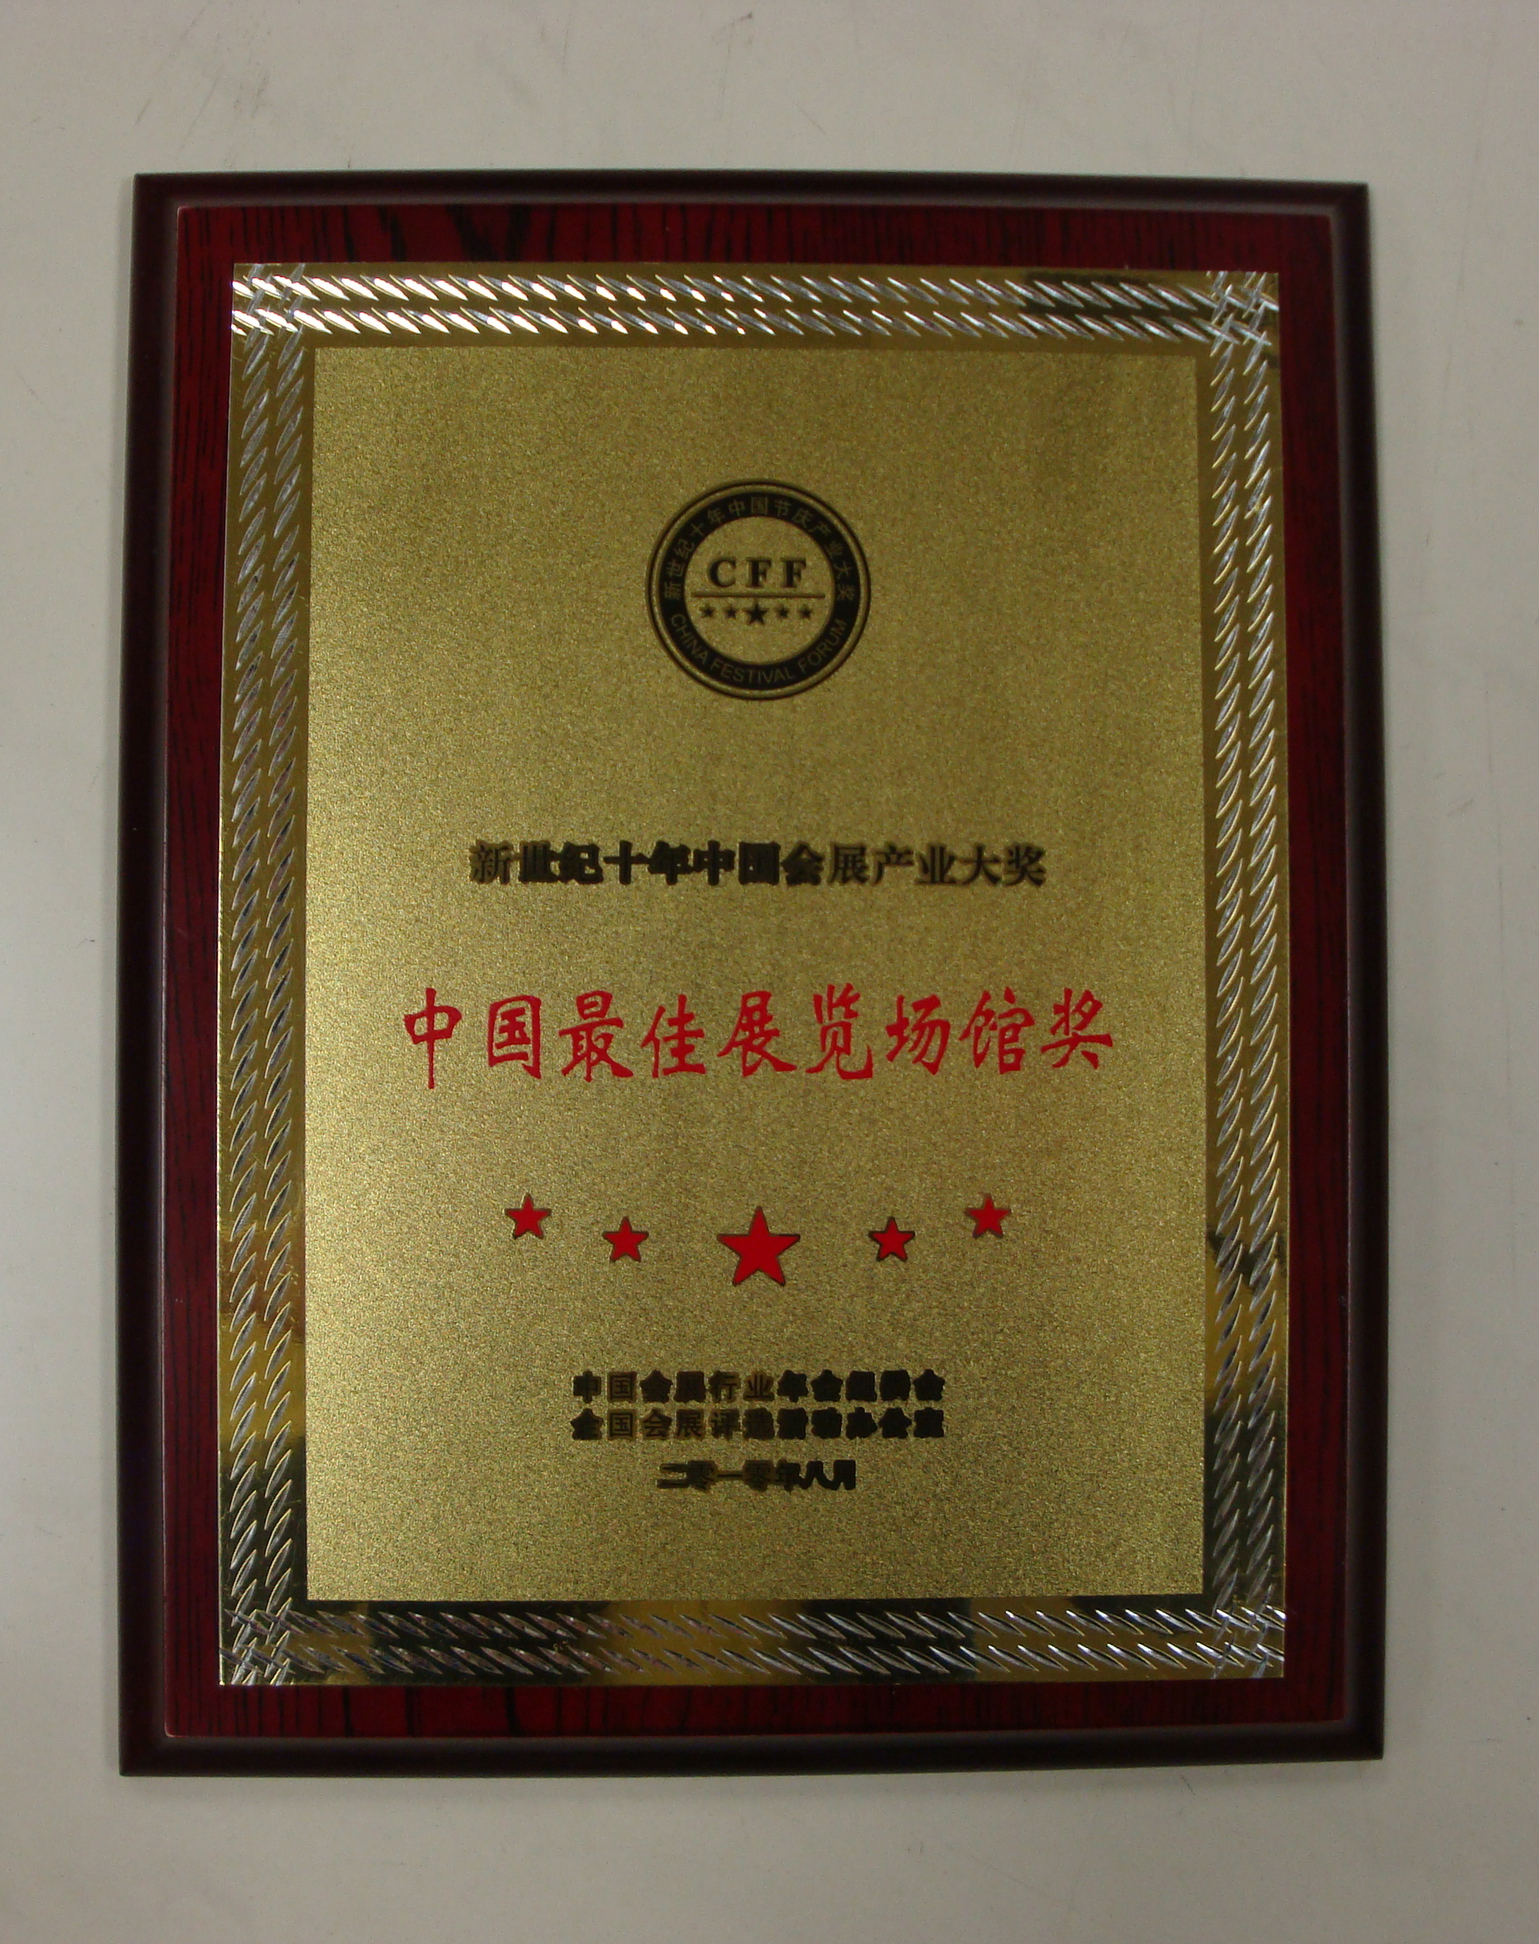 新世纪十年中国节庆产业大奖
CFF
CHINA FESTIVAL FORUM
新世纪十年中国会展产业大奖
中国最佳展览场馆奖
中国会展行业年会组委会
全国会展评选活动办公室
二零一零年八月